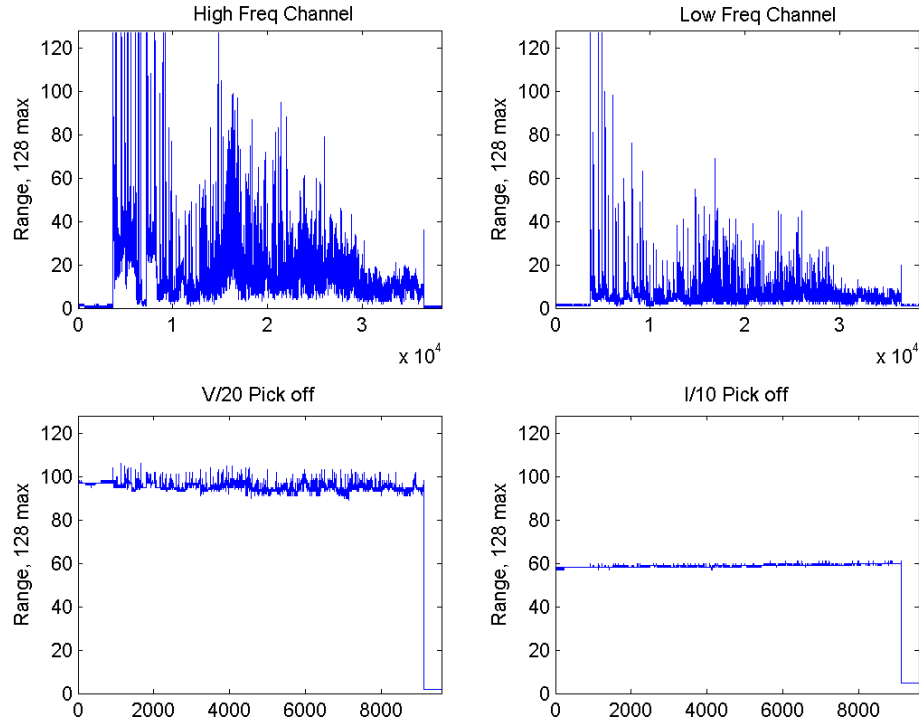 High Freq Channel
Range, 128 max
120
100
80
60
40
20
0
0 1 2 3
x 10^4
Low Freq Channel
Range, 128 max
120
100
80
60
40
20
0
0 1 2 3
x 10^4
V/20 Pick off
Range, 128 max
120
100
80
60
40
20
0
0 2000 4000 6000 8000
I/10 Pick off
Range, 128 max
120
100
80
60
40
20
0
0 2000 4000 6000 8000